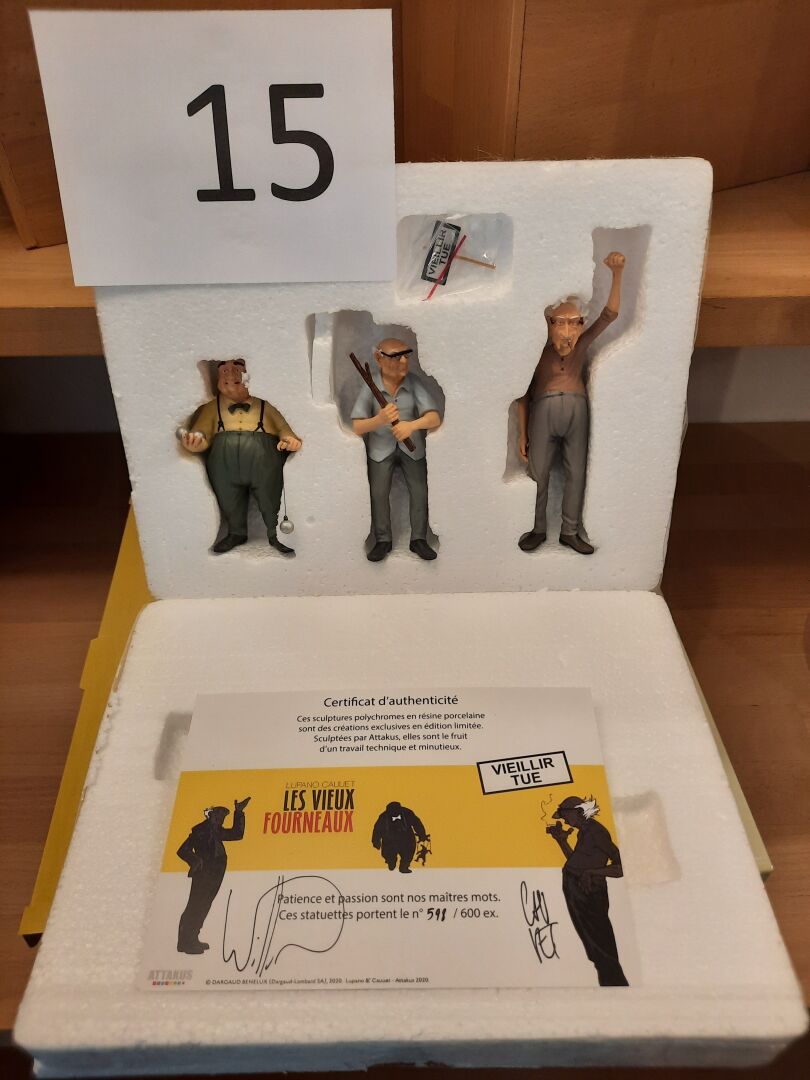 15
VIEILLIR
TUE
Certificat d'authenticité
Ces sculptures polychromes en résine porcelaine
sont des créations exclusives en édition limitée.
Sculptées par Attakus, elles sont le fruit
d'un travail technique et minutieux.
VIEILLIR
TUE
LUPANO CAUUET
LES VIEUX
FOURNEAUX
Patience et passion sont nos maîtres mots.
Ces statuettes portent le n° 598 / 600 ex.
CAU
UET
ATTAKUS
© DARGAUD BENELUX (Dargaud-Lombard SA), 2020. Lupano & Cauuet - Attakus 2020.